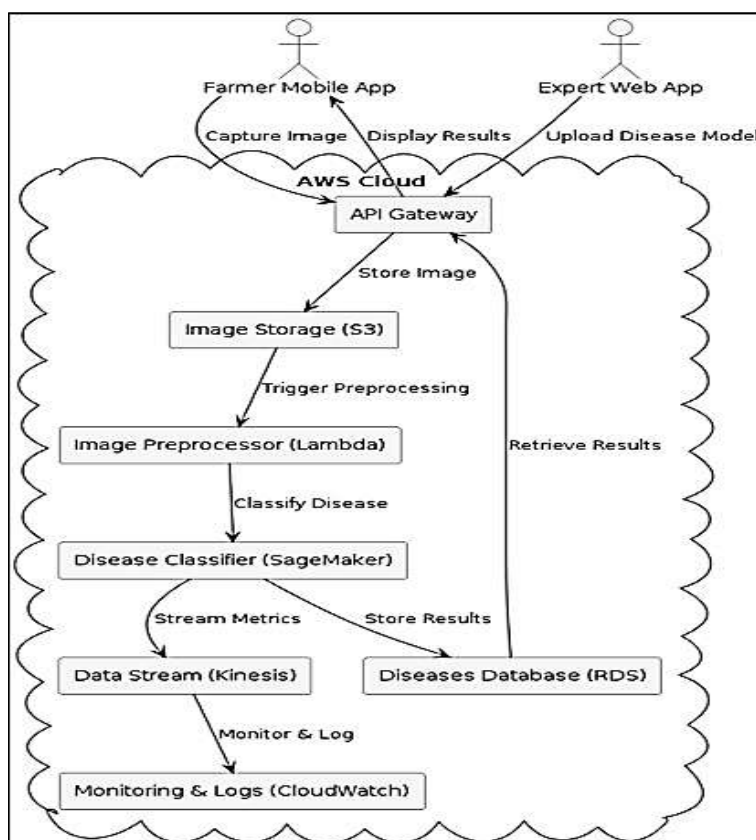 Farmer Mobile App
Expert Web App
Capture Image
Display Results
Upload Disease Model
AWS Cloud
API Gateway
Store Image
Image Storage (S3)
Trigger Preprocessing
Image Preprocessor (Lambda)
Retrieve Results
Classify Disease
Disease Classifier (SageMaker)
Stream Metrics
Store Results
Data Stream (Kinesis)
Diseases Database (RDS)
Monitor & Log
Monitoring & Logs (CloudWatch)